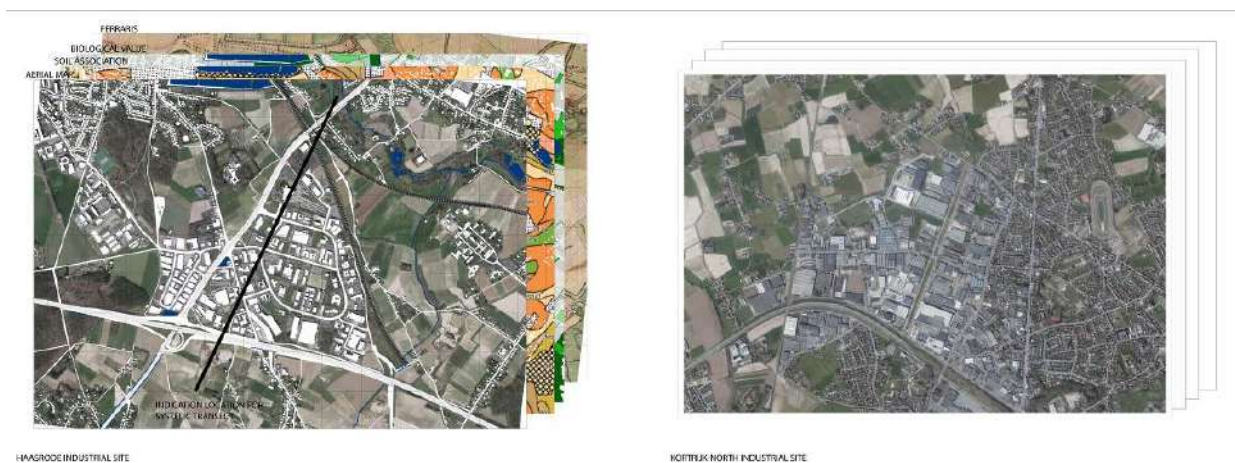 FERRARIS
BIOLOGICAL VALUE
SOIL ASSOCIATION
AERIAL MAP
INDICATION LOCATION FOR
SYSTEMIC TRANSECT
HAASRODE INDUSTRIAL SITE
KORTRIJK-NORTH INDUSTRIAL SITE